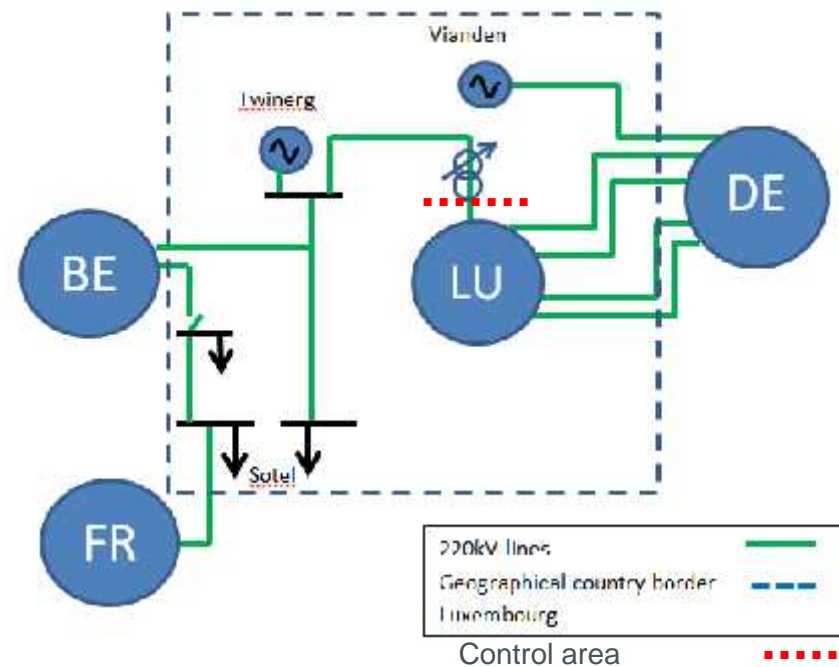 Vianden
Twinerg
BE
LU
DE
Sotel
FR
220kV lines
Geographical country border
Luxembourg
Control area